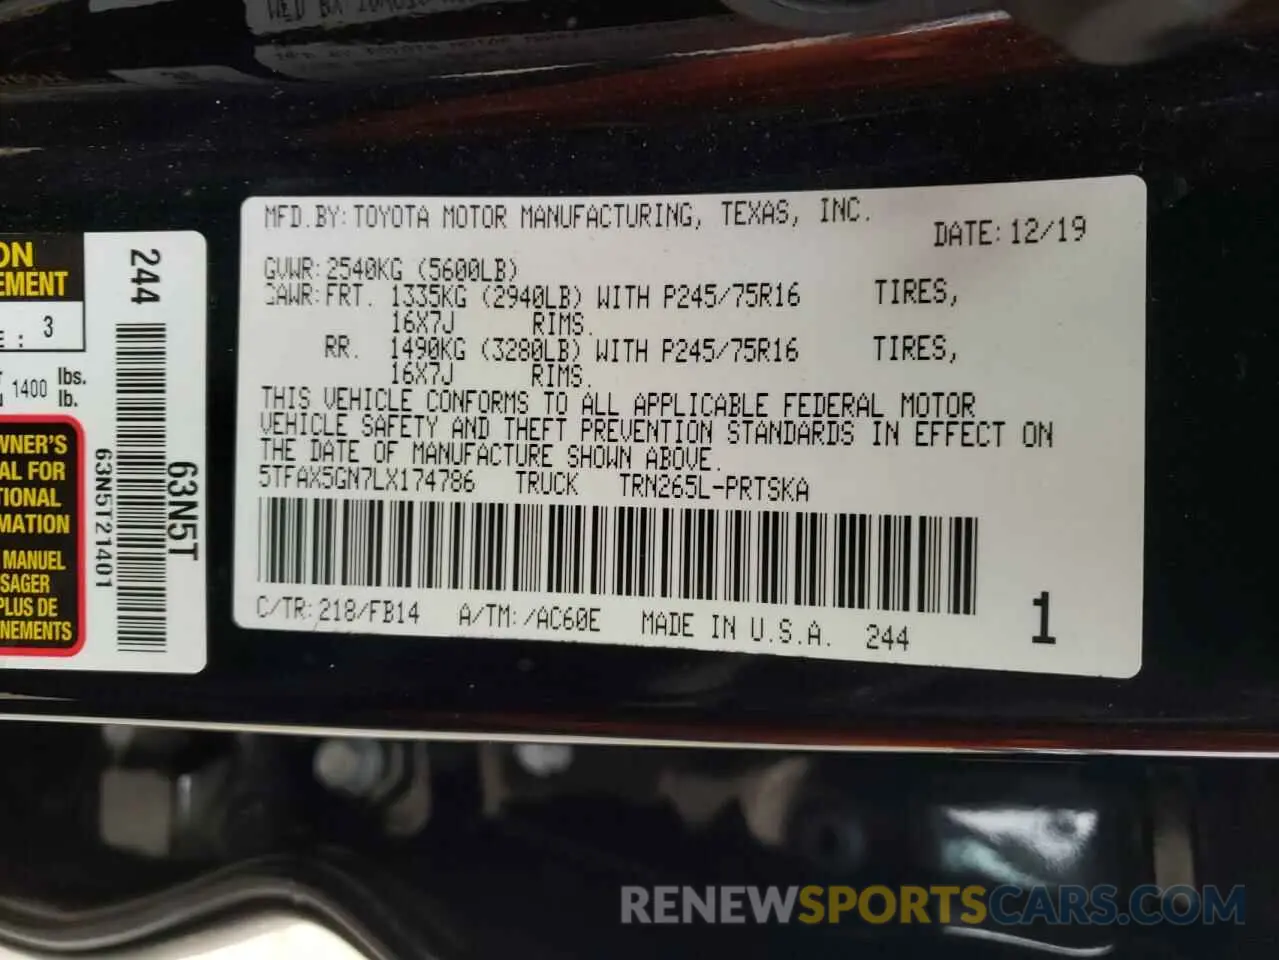 MFD.BY:TOYOTA MOTOR MANUFACTURING, TEXAS, INC.
DATE:12/19
GVWR:2540KG (5600LB)
GAWR:FRT. 1335KG (2940LB) WITH P245/75R16 TIRES,
16X7J RIMS.
RR. 1490KG (3280LB) WITH P245/75R16 TIRES,
16X7J RIMS.
THIS VEHICLE CONFORMS TO ALL APPLICABLE FEDERAL MOTOR
VEHICLE SAFETY AND THEFT PREVENTION STANDARDS IN EFFECT ON
THE DATE OF MANUFACTURE SHOWN ABOVE.
5TFAX5GN7LX174786 TRUCK TRN265L-PRTSKA
C/TR:218/FB14 A/TM:/AC60E MADE IN U.S.A. 244
1
ON
EMENT
E : 3
1400 lbs.
lb.
WNER'S
AL FOR
IONAL
MATION
MANUEL
SAGER
PLUS DE
NEMENTS
244
63N5T21401
63N5T
RENEWSPORTSCARS.COM